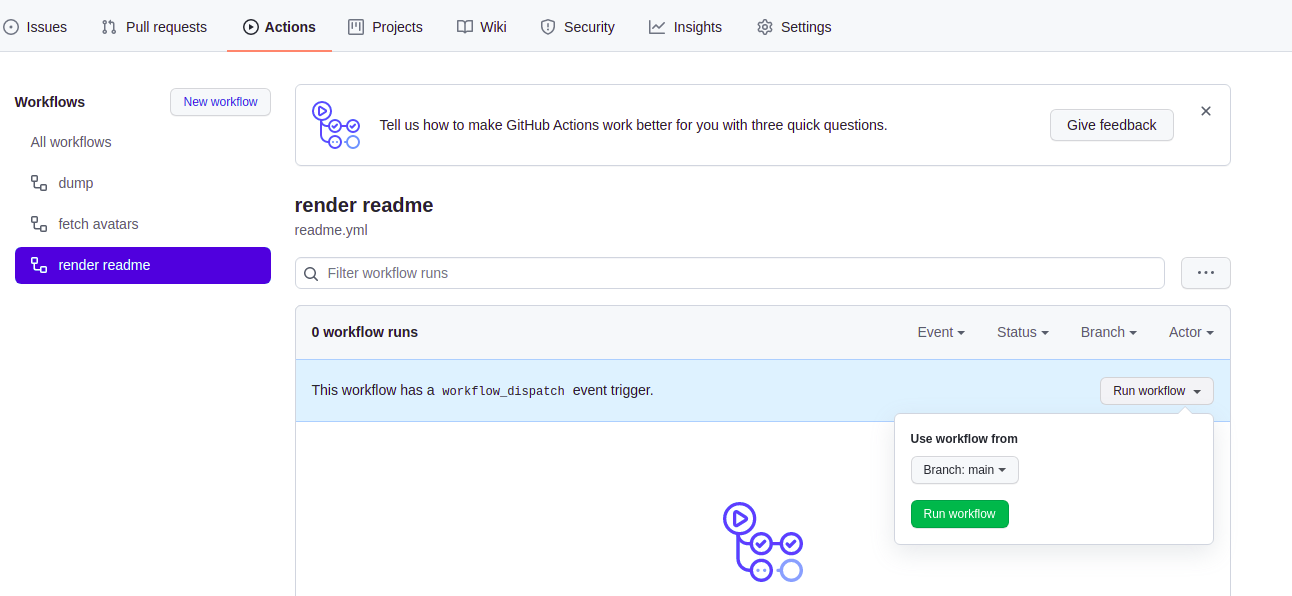 Issues Pull requests Actions Projects Wiki Security Insights Settings
Workflows New workflow
All workflows
dump
fetch avatars
render readme
Tell us how to make GitHub Actions work better for you with three quick questions. Give feedback
render readme
readme.yml
Filter workflow runs
0 workflow runs Event Status Branch Actor
This workflow has a workflow_dispatch event trigger. Run workflow
Use workflow from
Branch: main
Run workflow